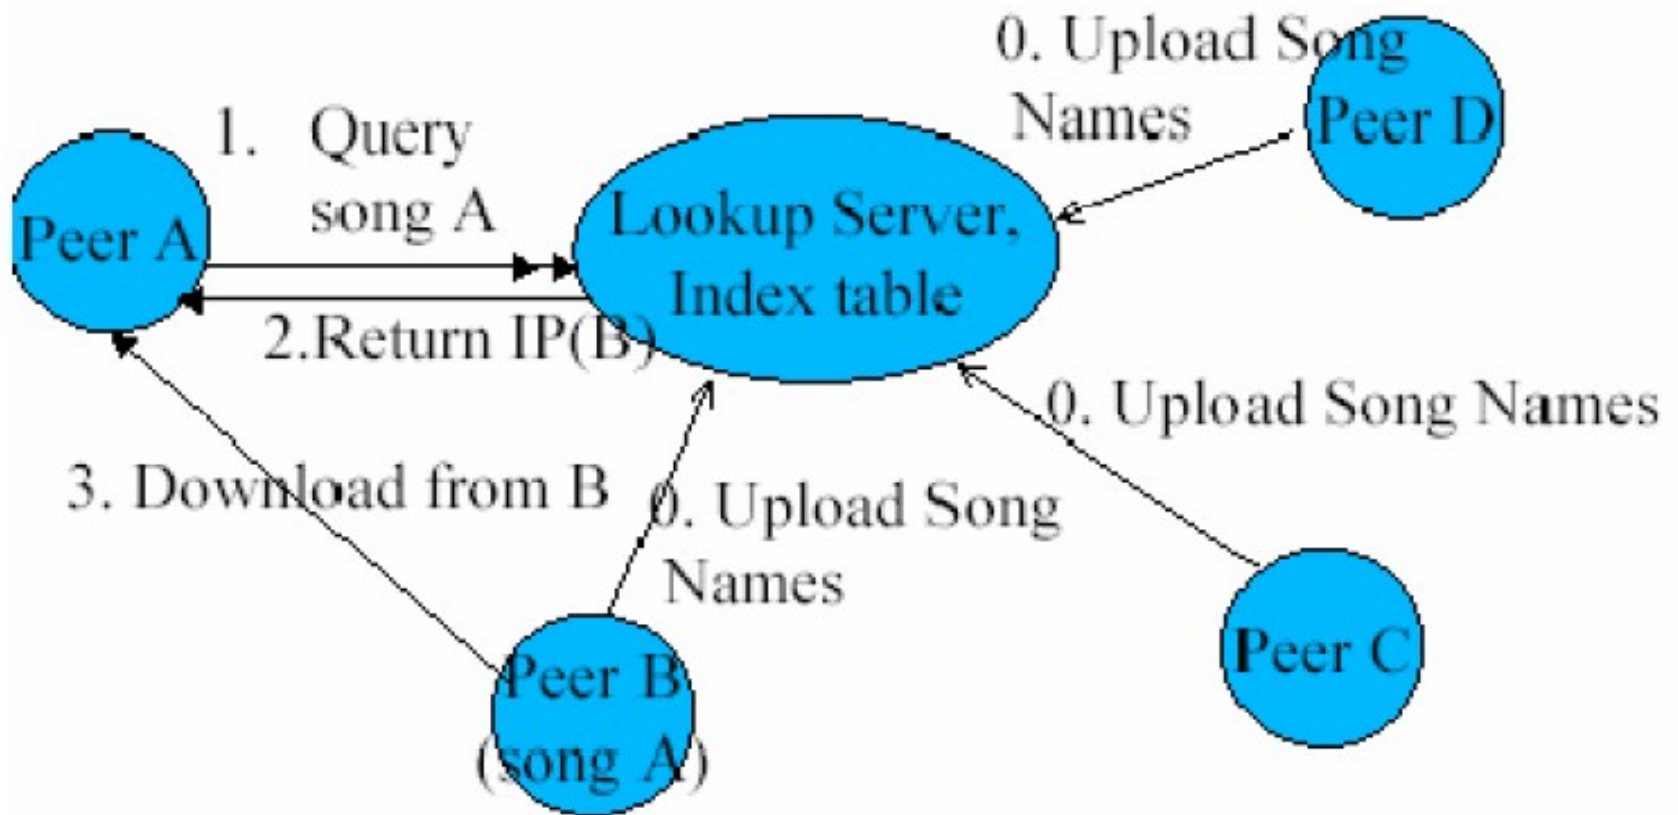 0. Upload Song
Names
Peer D
1. Query
song A
Peer A
Lookup Server,
Index table
2.Return IP(B)
0. Upload Song Names
3. Download from B
0. Upload Song
Names
Peer B
(song A)
Peer C